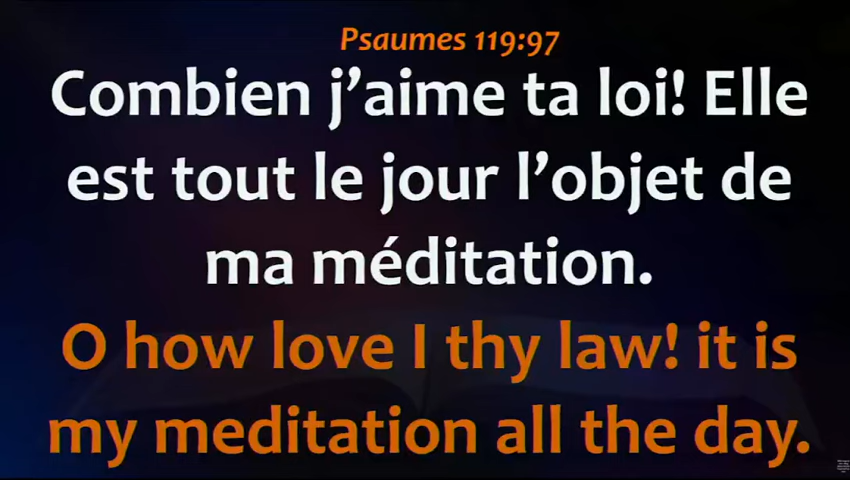 Psaumes 119:97
Combien j’aime ta loi! Elle
est tout le jour l’objet de
ma méditation.
O how love I thy law! it is
my meditation all the day.